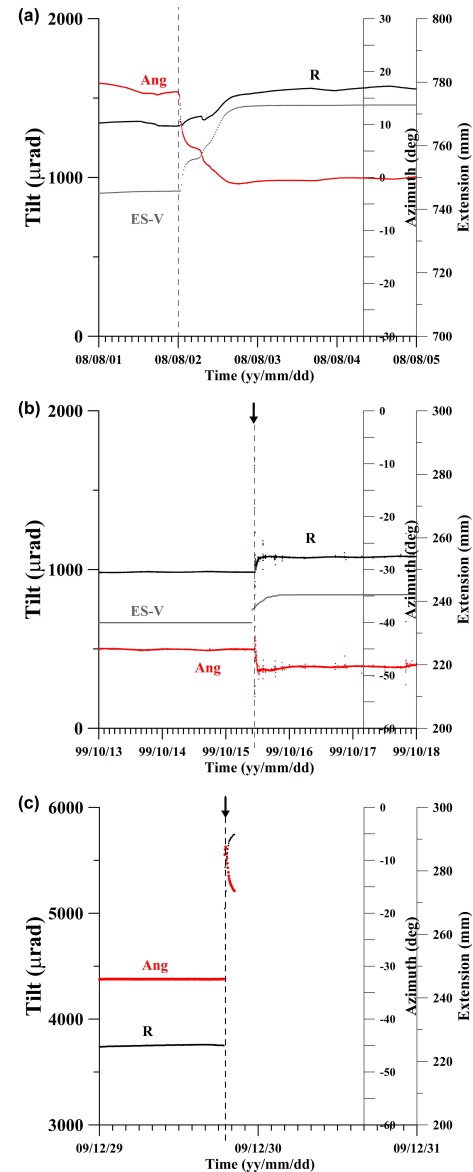 (a)
2000
1000
0
Tilt (μrad)
Ang
R
ES-V
30
20
10
0
-10
-20
-30
Azimuth (deg)
800
780
760
740
720
700
Extension (mm)
08/08/01 08/08/02 08/08/03 08/08/04 08/08/05
Time (yy/mm/dd)
(b)
2000
1000
0
Tilt (μrad)
R
ES-V
Ang
0
-10
-20
-30
-40
-50
-60
Azimuth (deg)
300
280
260
240
220
200
Extension (mm)
99/10/13 99/10/14 99/10/15 99/10/16 99/10/17 99/10/18
Time (yy/mm/dd)
(c)
6000
5000
4000
3000
Tilt (μrad)
Ang
R
0
-10
-20
-30
-40
-50
-60
Azimuth (deg)
300
280
260
240
220
200
Extension (mm)
09/12/29 09/12/30 09/12/31
Time (yy/mm/dd)